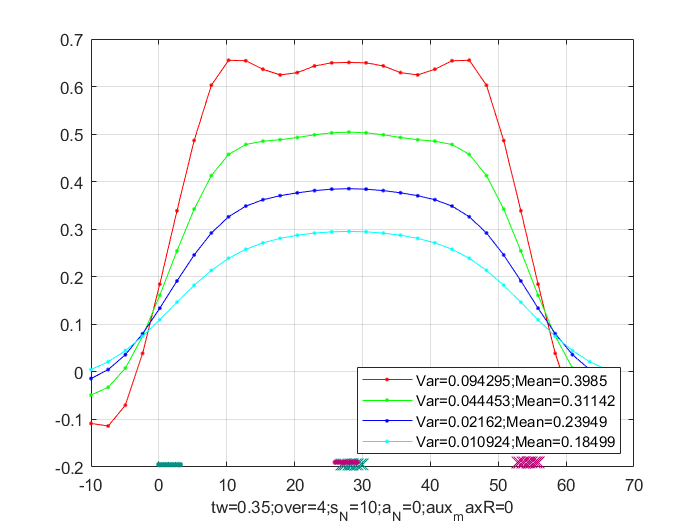 0.7
0.6
0.5
0.4
0.3
0.2
0.1
0
-0.1
-0.2
-10 0 10 20 30 40 50 60 70
Var=0.094295;Mean=0.3985
Var=0.044453;Mean=0.31142
Var=0.02162;Mean=0.23949
Var=0.010924;Mean=0.18499
tw=0.35;over=4;s_N=10;a_N=0;aux_maxR=0